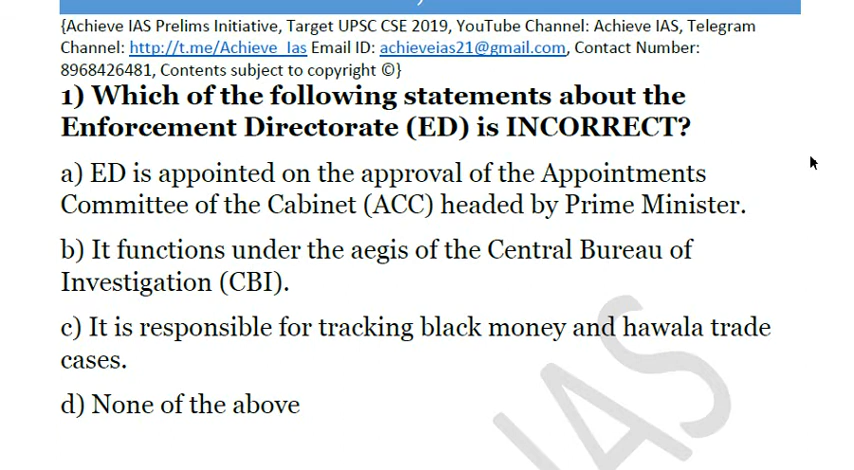 {Achieve IAS Prelims Initiative, Target UPSC CSE 2019, YouTube Channel: Achieve IAS, Telegram
Channel: http://t.me/Achieve_Ias Email ID: achieveias21@gmail.com, Contact Number:
8968426481, Contents subject to copyright ©}
1) Which of the following statements about the
Enforcement Directorate (ED) is INCORRECT?
a) ED is appointed on the approval of the Appointments
Committee of the Cabinet (ACC) headed by Prime Minister.
b) It functions under the aegis of the Central Bureau of
Investigation (CBI).
c) It is responsible for tracking black money and hawala trade
cases.
d) None of the above
IAS